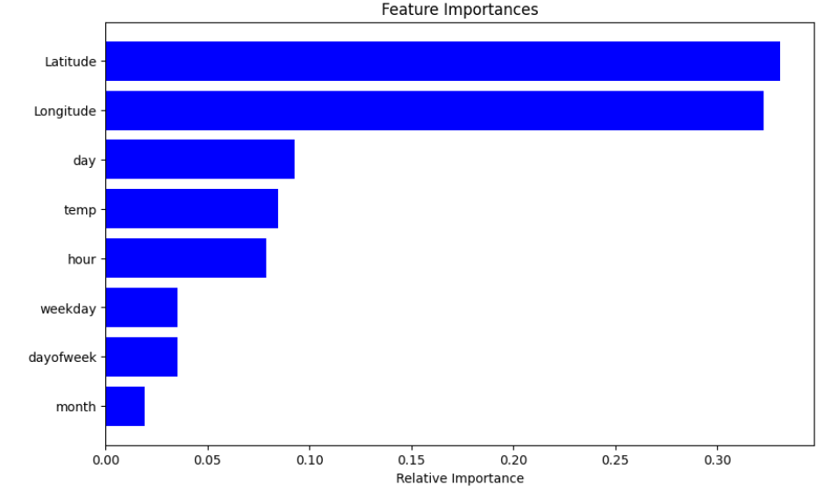 Feature Importances
Latitude
Longitude
day
temp
hour
weekday
dayofweek
month
0.00 0.05 0.10 0.15 0.20 0.25 0.30
Relative Importance